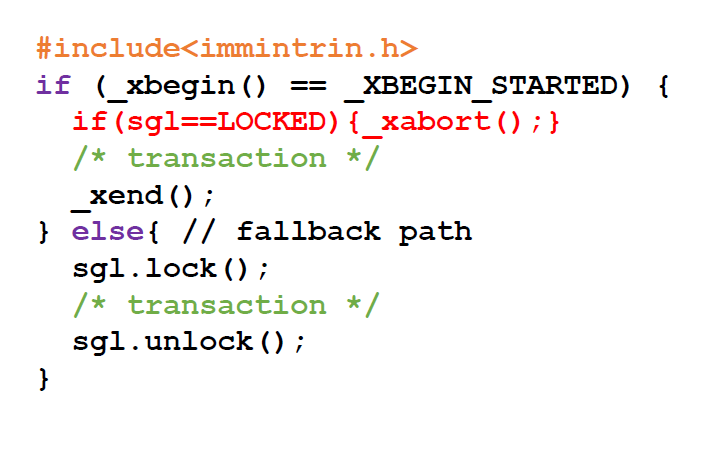 #include<immintrin.h>
if (_xbegin() == _XBEGIN_STARTED) {
if(sgl==LOCKED){_xabort();}
/* transaction */
_xend();
} else{ // fallback path
sgl.lock();
/* transaction */
sgl.unlock();
}